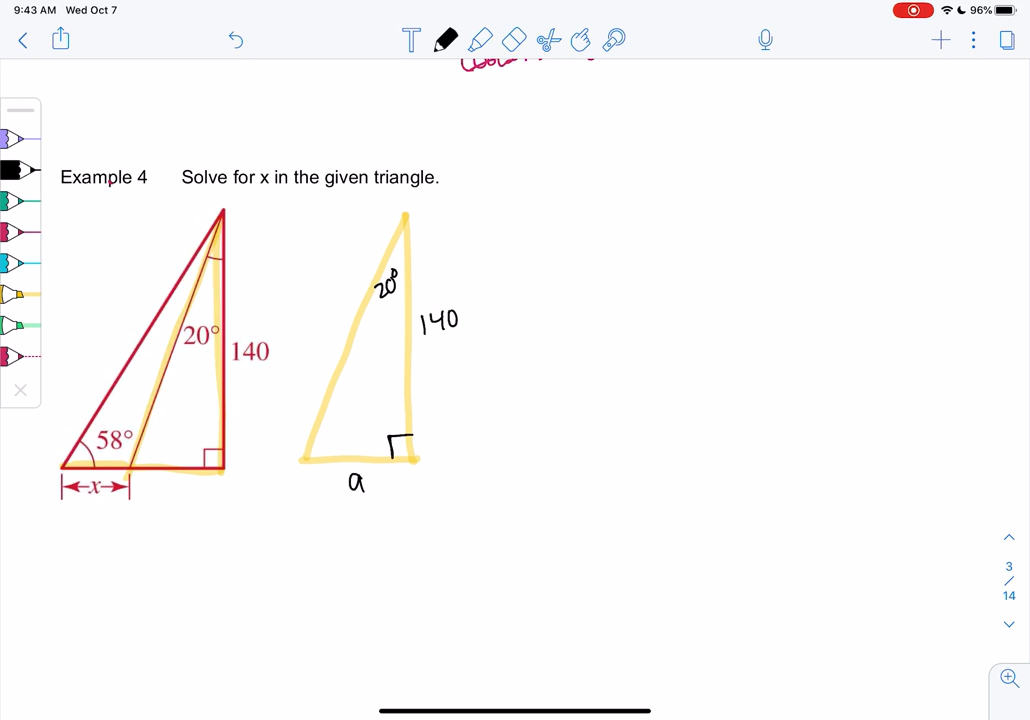 9:43 AM Wed Oct 7
96%
T
Example 4 Solve for x in the given triangle.
20°
140
58°
x
20°
140
a
3
/
14